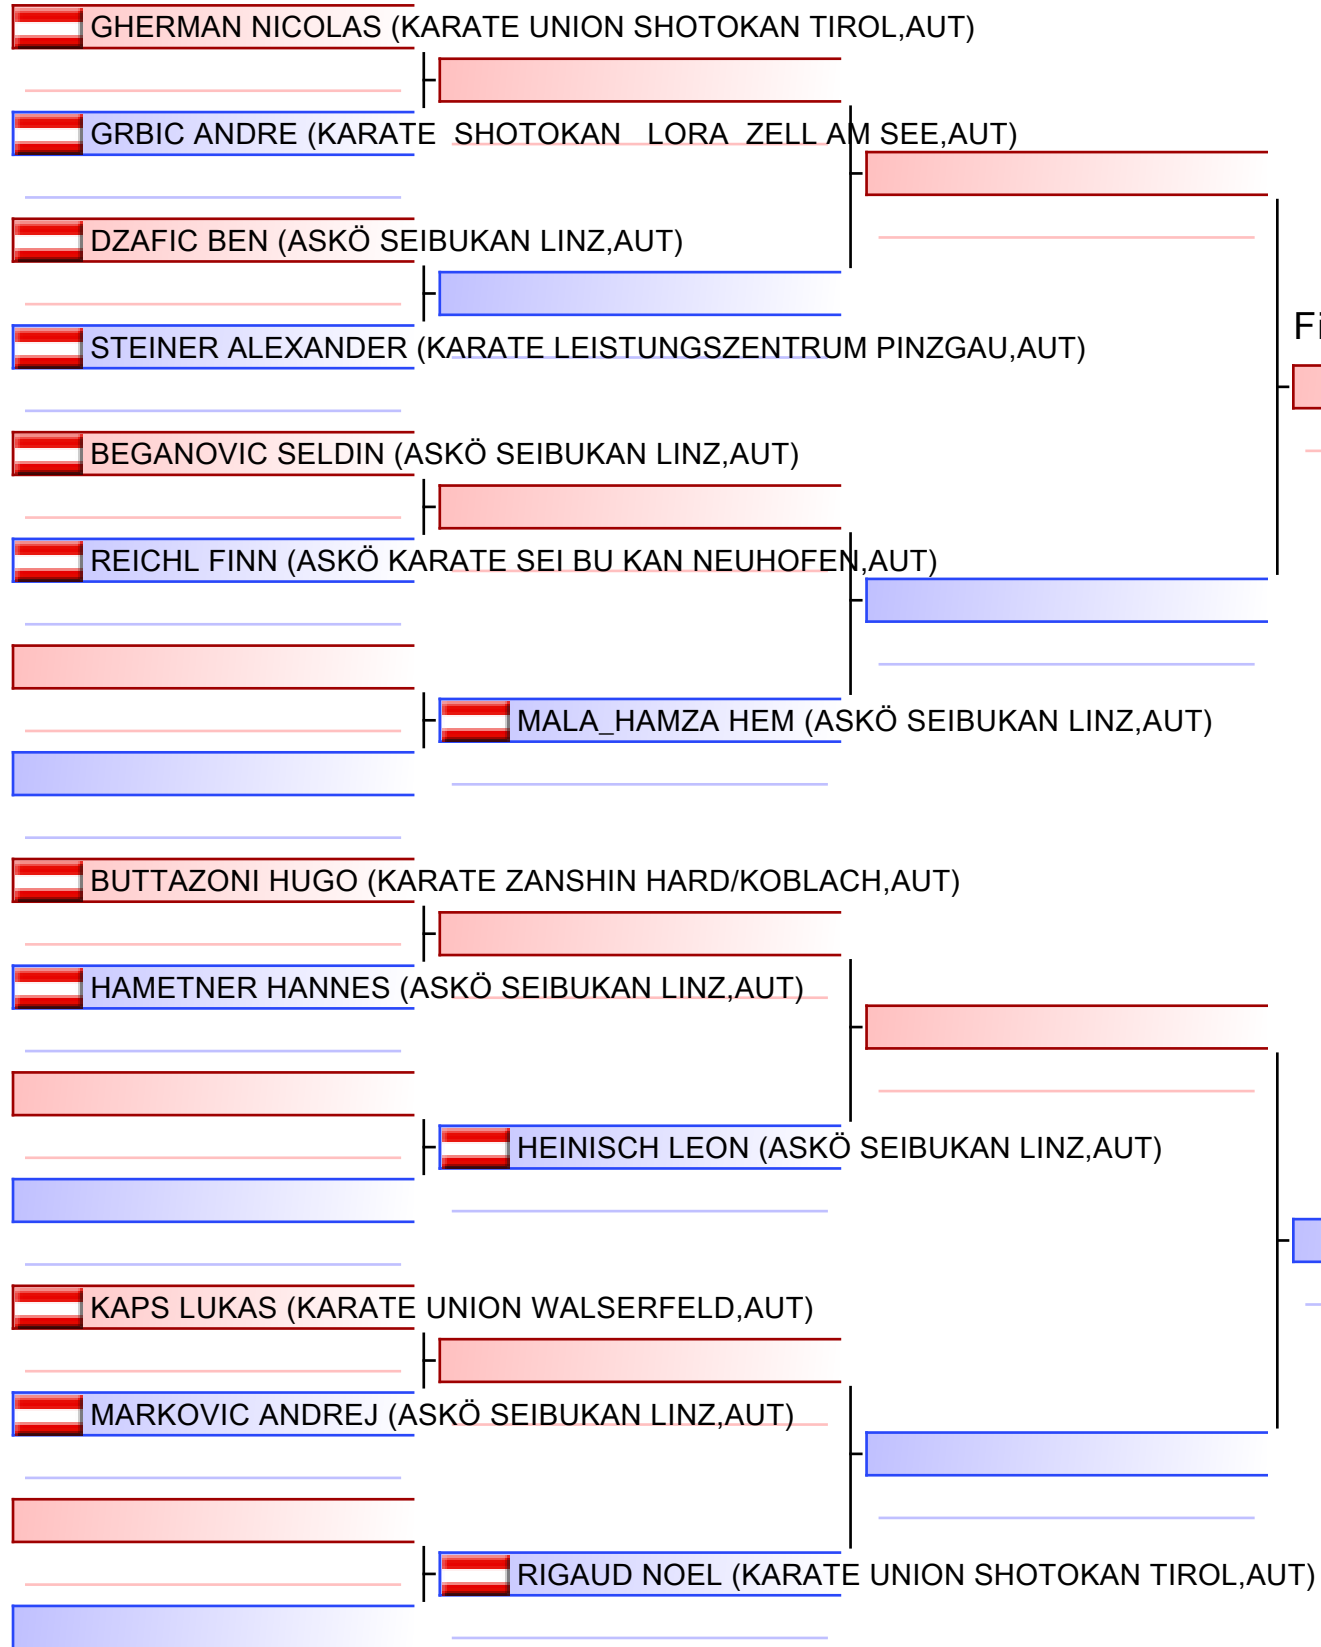 GHERMAN NICOLAS (KARATE UNION SHOTOKAN TIROL,AUT)
GRBIC ANDRE (KARATE  SHOTOKAN   LORA  ZELL AM SEE,AUT)
DZAFIC BEN (ASKÖ SEIBUKAN LINZ,AUT)
Fi
STEINER ALEXANDER (KARATE LEISTUNGSZENTRUM PINZGAU,AUT)
BEGANOVIC SELDIN (ASKÖ SEIBUKAN LINZ,AUT)
REICHL FINN (ASKÖ KARATE SEI BU KAN NEUHOFEN,AUT)
MALA_HAMZA HEM (ASKÖ SEIBUKAN LINZ,AUT)
BUTTAZONI HUGO (KARATE ZANSHIN HARD/KOBLACH,AUT)
HAMETNER HANNES (ASKÖ SEIBUKAN LINZ,AUT)
HEINISCH LEON (ASKÖ SEIBUKAN LINZ,AUT)
KAPS LUKAS (KARATE UNION WALSERFELD,AUT)
MARKOVIC ANDREJ (ASKÖ SEIBUKAN LINZ,AUT)
RIGAUD NOEL (KARATE UNION SHOTOKAN TIROL,AUT)